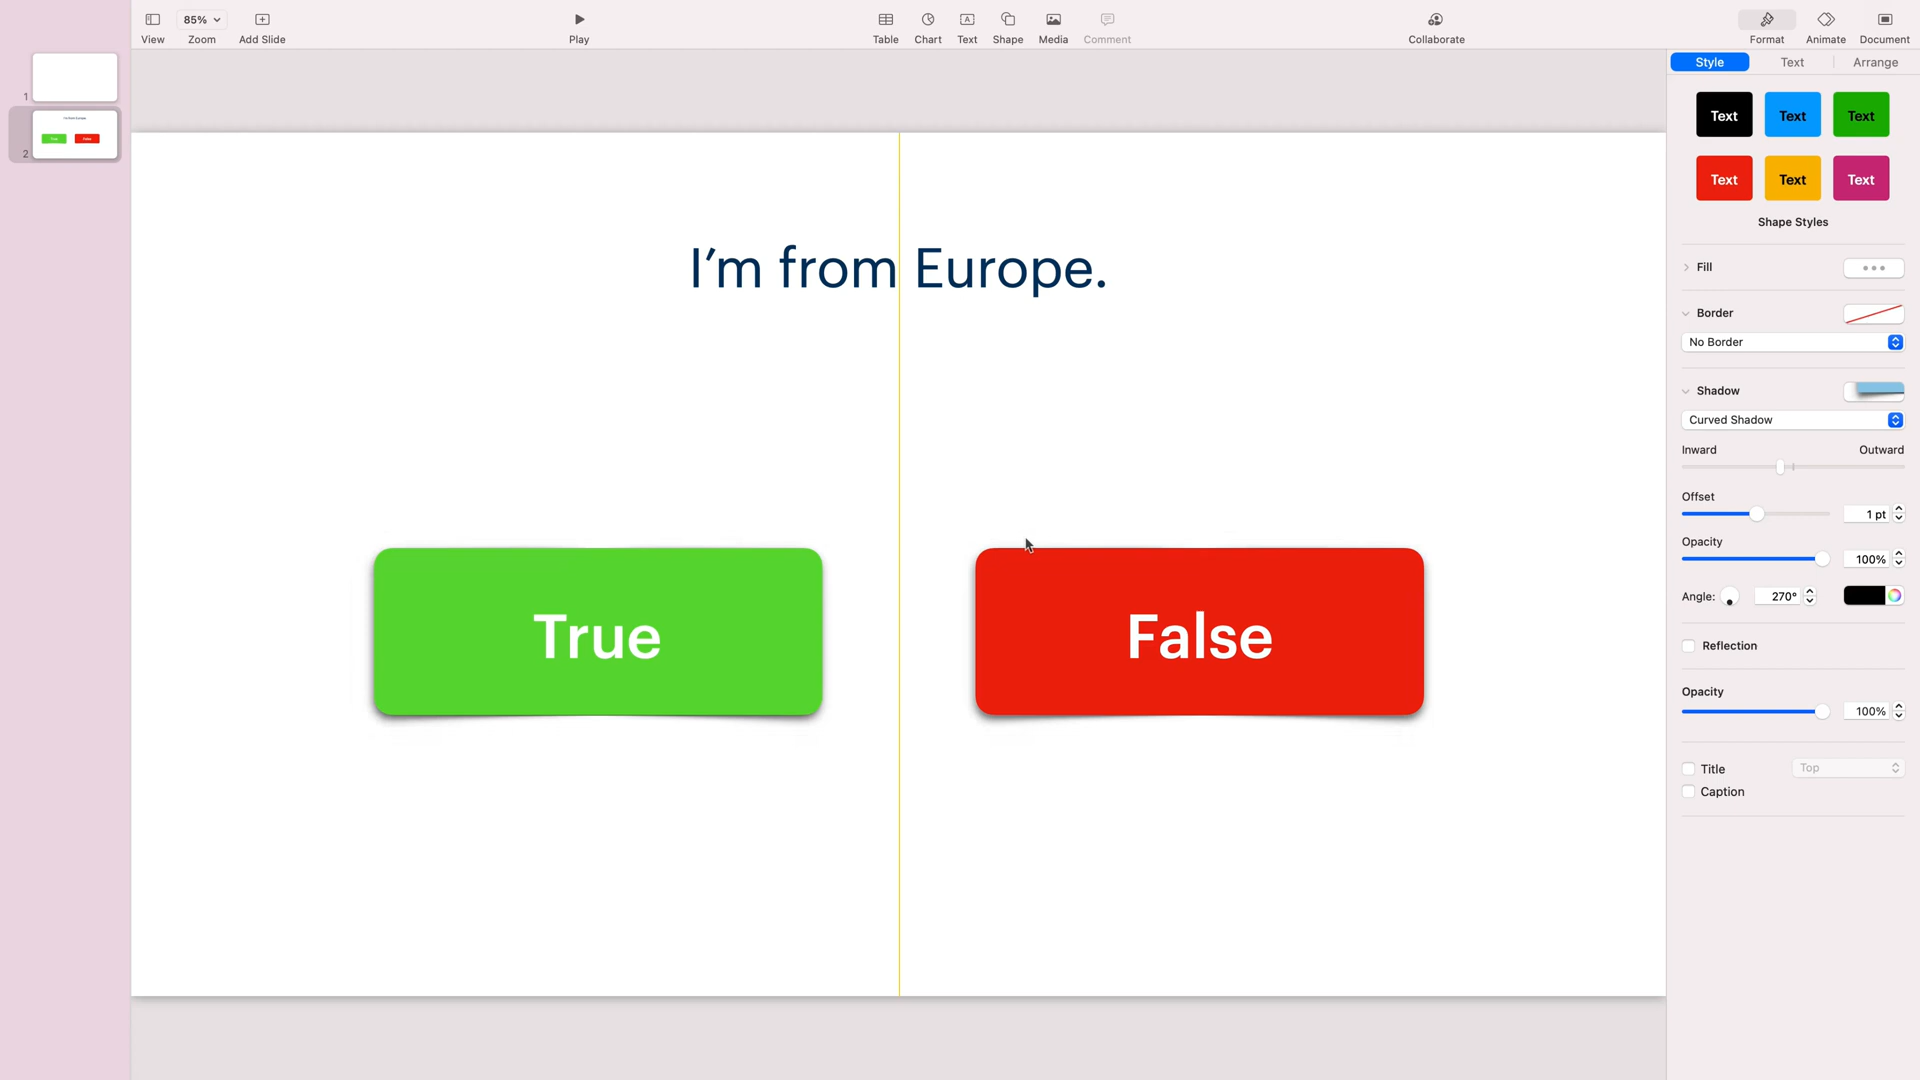 85%
View
Zoom
Add Slide
Play
Table
Chart
Text
Shape
Media
Comment
Collaborate
Format
Animate
Document
1
2
I'm from Europe.
True
False
Style
Text
Arrange
Text
Text
Text
Text
Text
Text
Shape Styles
Fill
Border
No Border
Shadow
Curved Shadow
Inward
Outward
Offset
1 pt
Opacity
100%
Angle:
270°
Reflection
Opacity
100%
Title
Top
Caption